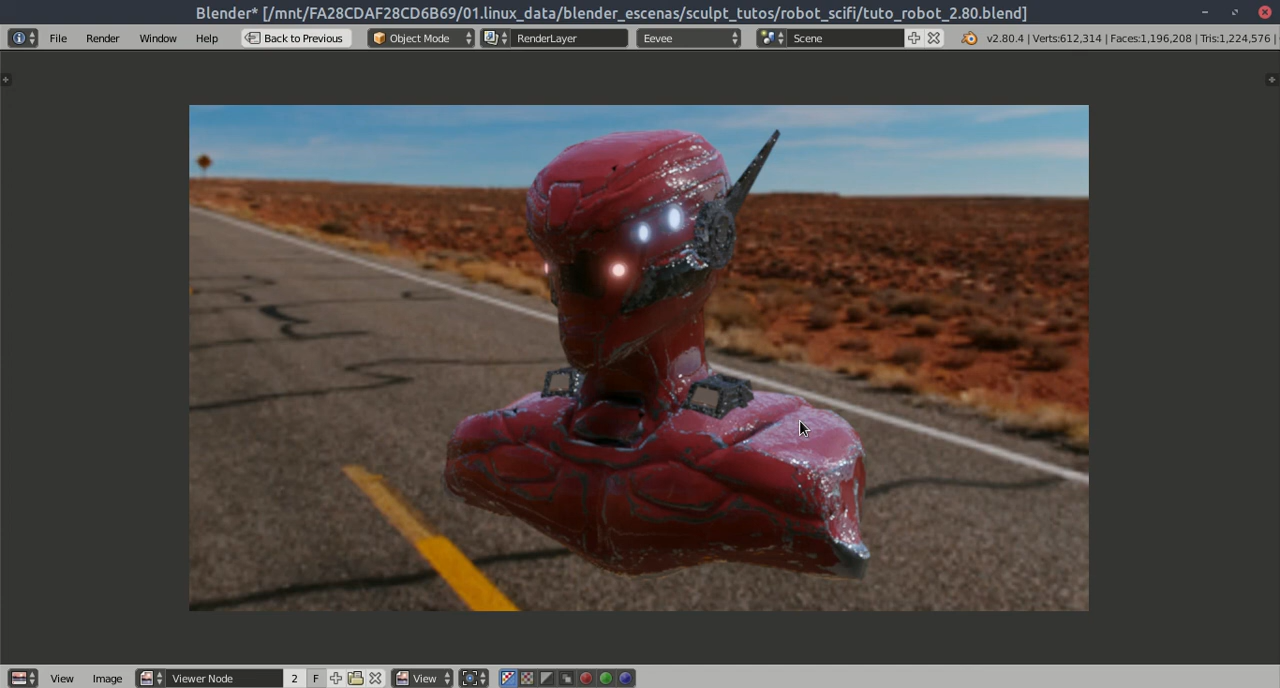 Blender* [/mnt/FA28CDAF28CD6B69/01.linux_data/blender_escenas/sculpt_tutos/robot_scifi/tuto_robot_2.80.blend]
File Render Window Help Back to Previous Object Mode RenderLayer Eevee Scene v2.80.4 | Verts:612,314 | Faces:1,196,208 | Tris:1,224,576 |
View Image Viewer Node 2 F View